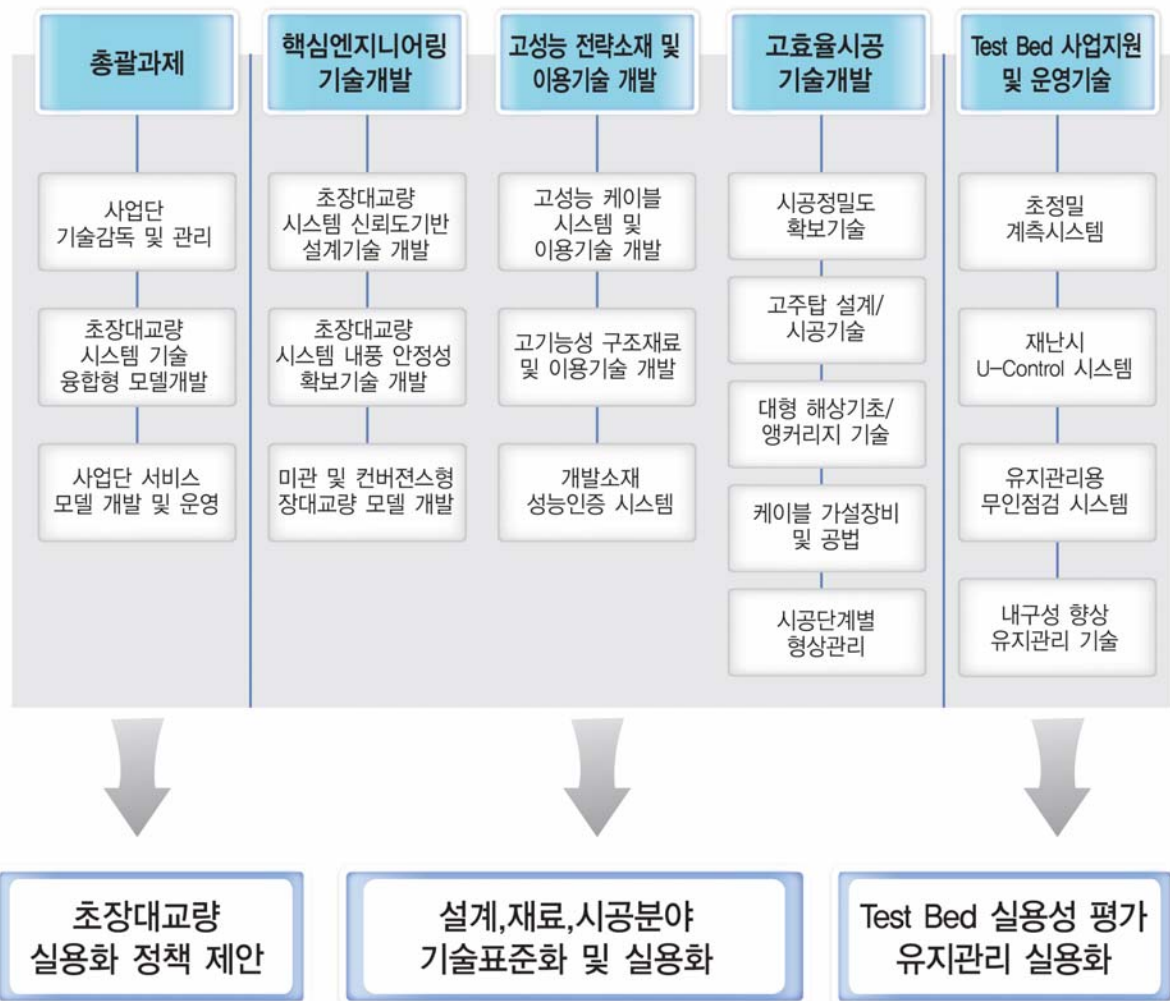 총괄과제
사업단
기술감독 및 관리
초장대교량
시스템 기술
융합형 모델개발
사업단 서비스
모델 개발 및 운영
핵심엔지니어링
기술개발
초장대교량
시스템 신뢰도기반
설계기술 개발
초장대교량
시스템 내풍 안정성
확보기술 개발
미관 및 컨버젼스형
장대교량 모델 개발
고성능 전략소재 및
이용기술 개발
고성능 케이블
시스템 및
이용기술 개발
고기능성 구조재료
및 이용기술 개발
개발소재
성능인증 시스템
고효율시공
기술개발
시공정밀도
확보기술
고주탑 설계/
시공기술
대형 해상기초/
앵커리지 기술
케이블 가설장비
및 공법
시공단계별
형상관리
Test Bed 사업지원
및 운영기술
초정밀
계측시스템
재난시
U-Control 시스템
유지관리용
무인점검 시스템
내구성 향상
유지관리 기술
초장대교량
실용화 정책 제안
설계,재료,시공분야
기술표준화 및 실용화
Test Bed 실용성 평가
유지관리 실용화